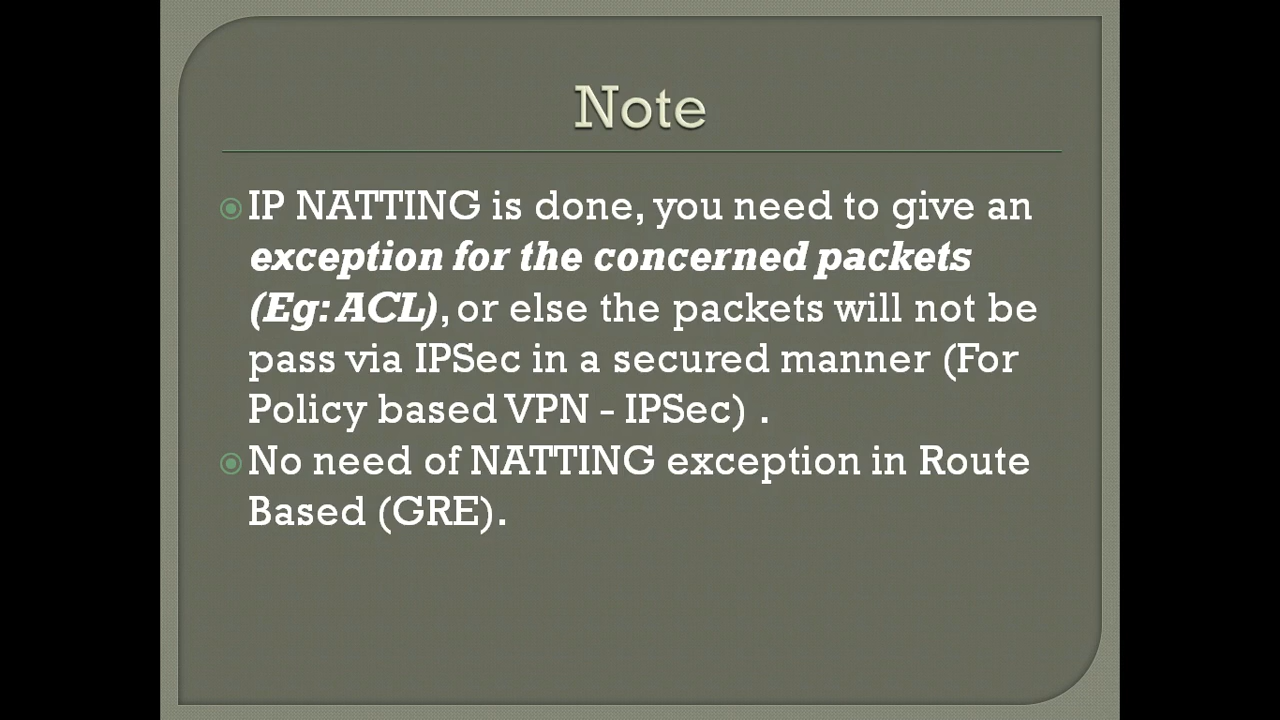 Note
IP NATTING is done, you need to give an
exception for the concerned packets
(Eg: ACL), or else the packets will not be
pass via IPSec in a secured manner (For
Policy based VPN - IPSec) .
No need of NATTING exception in Route
Based (GRE).